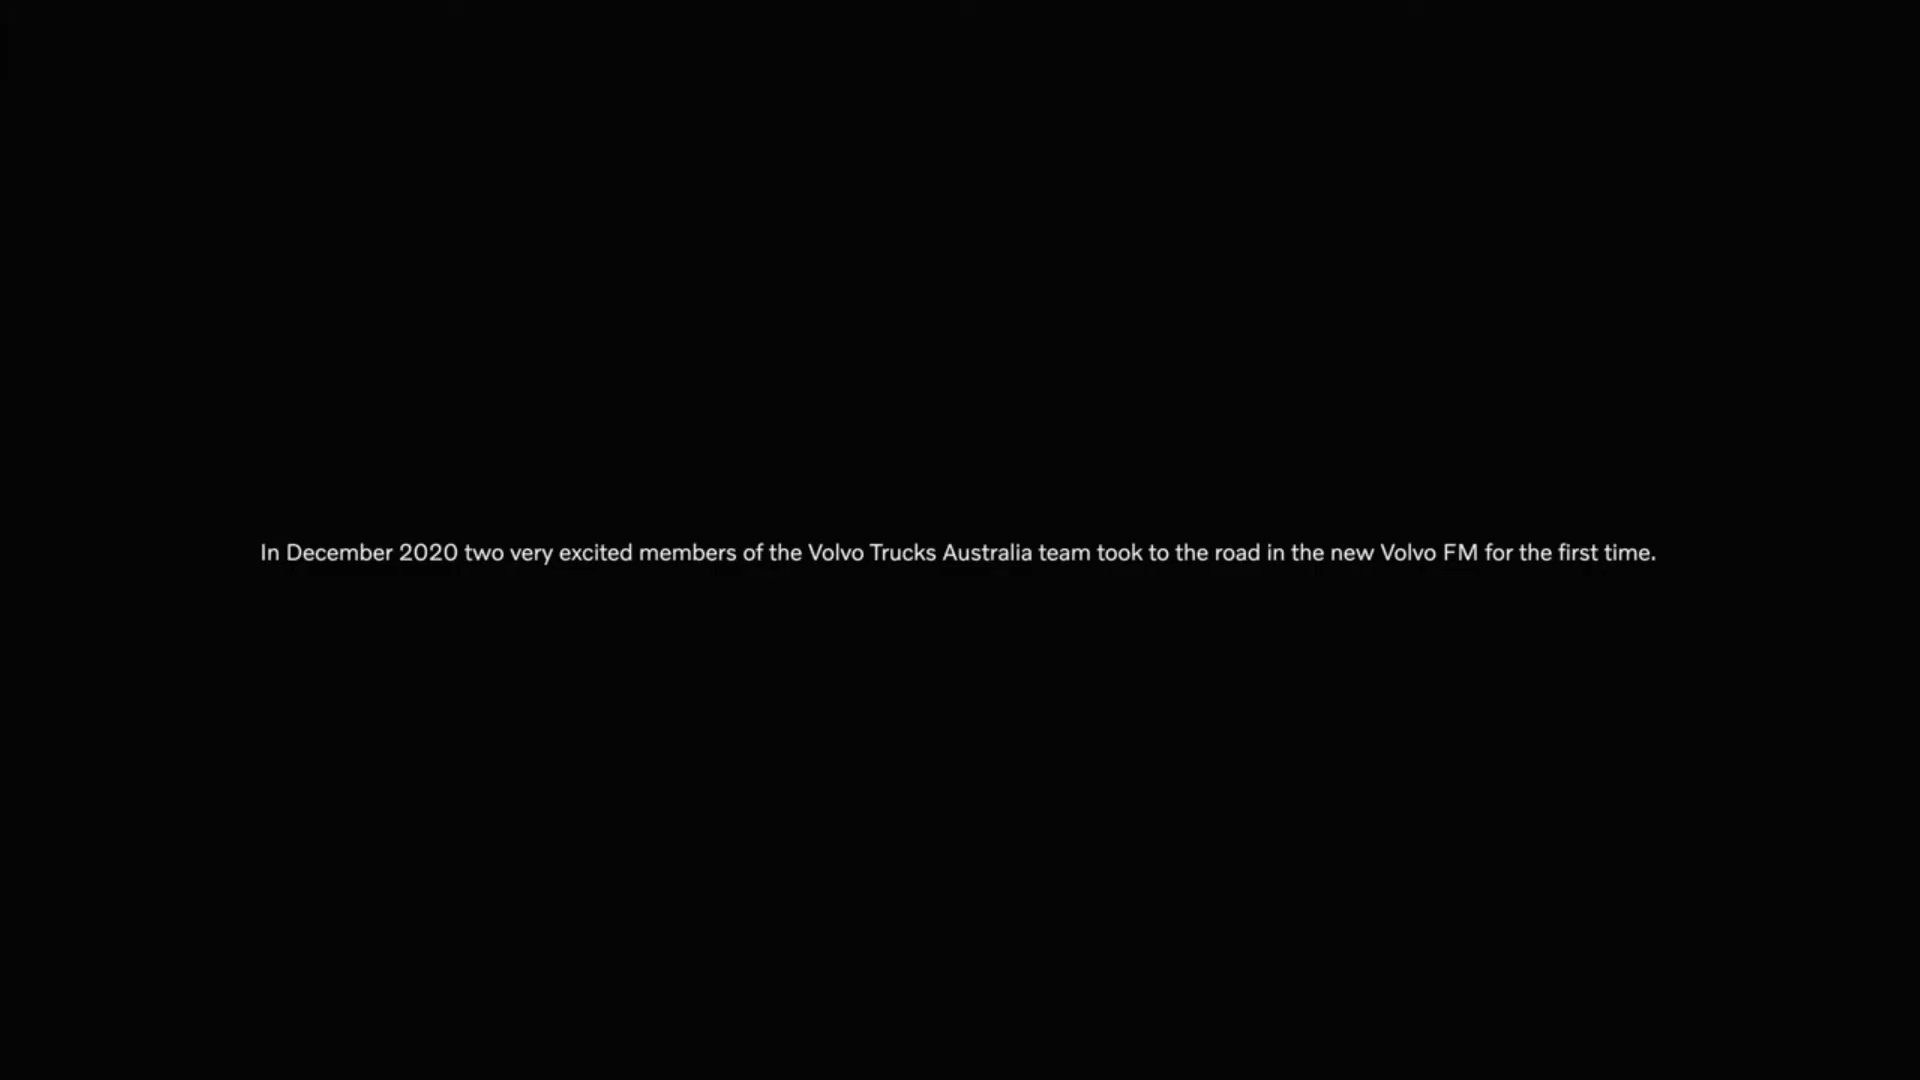 In December 2020 two very excited members of the Volvo Trucks Australia team took to the road in the new Volvo FM for the first time.